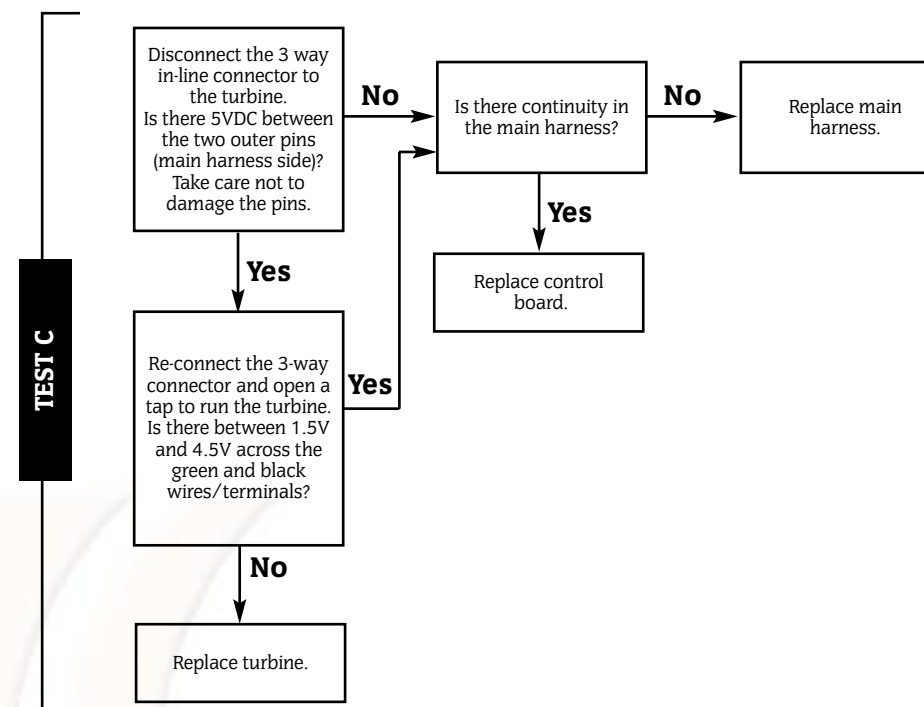 TEST C
Disconnect the 3 way
in-line connector to
the turbine.
Is there 5VDC between
the two outer pins
(main harness side)?
Take care not to
damage the pins.
No
Is there continuity in
the main harness?
No
Replace main
harness.
Yes
Replace control
board.
Yes
Re-connect the 3-way
connector and open a
tap to run the turbine.
Is there between 1.5V
and 4.5V across the
green and black
wires/terminals?
Yes
No
Replace turbine.